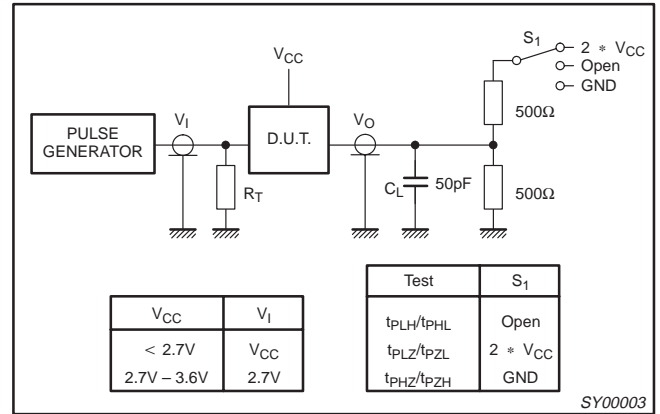 S1
2 * VCC
Open
GND
VCC
500Ω
PULSE
GENERATOR
VI
D.U.T.
VO
RT
CL
50pF
500Ω
VCC VI
< 2.7V VCC
2.7V – 3.6V 2.7V
Test S1
tPLH/tPHL Open
tPLZ/tPZL 2 * VCC
tPHZ/tPZH GND
SY00003